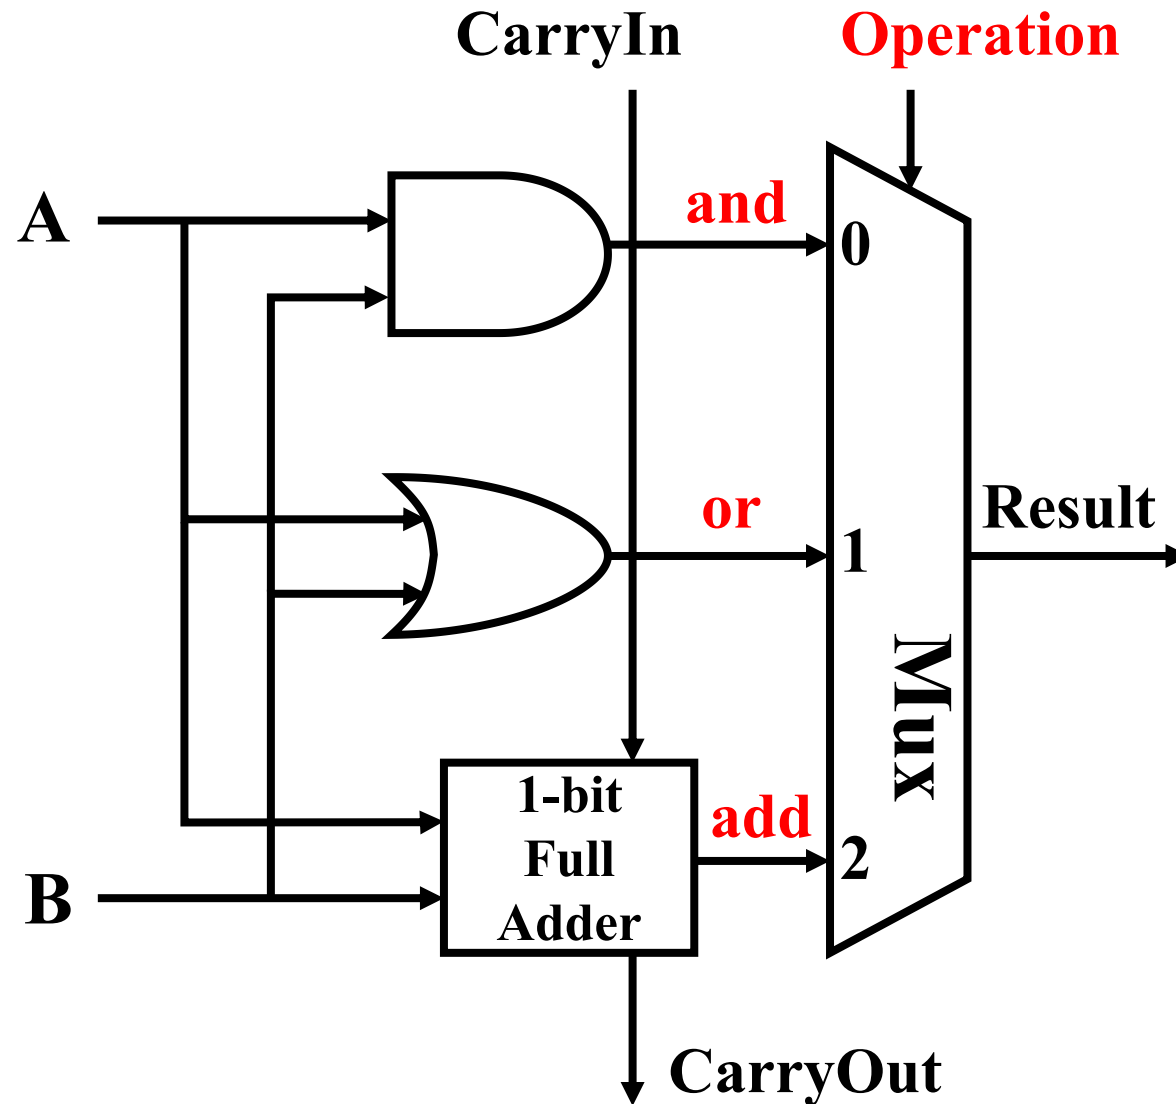 CarryIn
Operation
A
and
0
or
1
Result
Mux
1-bit
Full
Adder
add
2
B
CarryOut